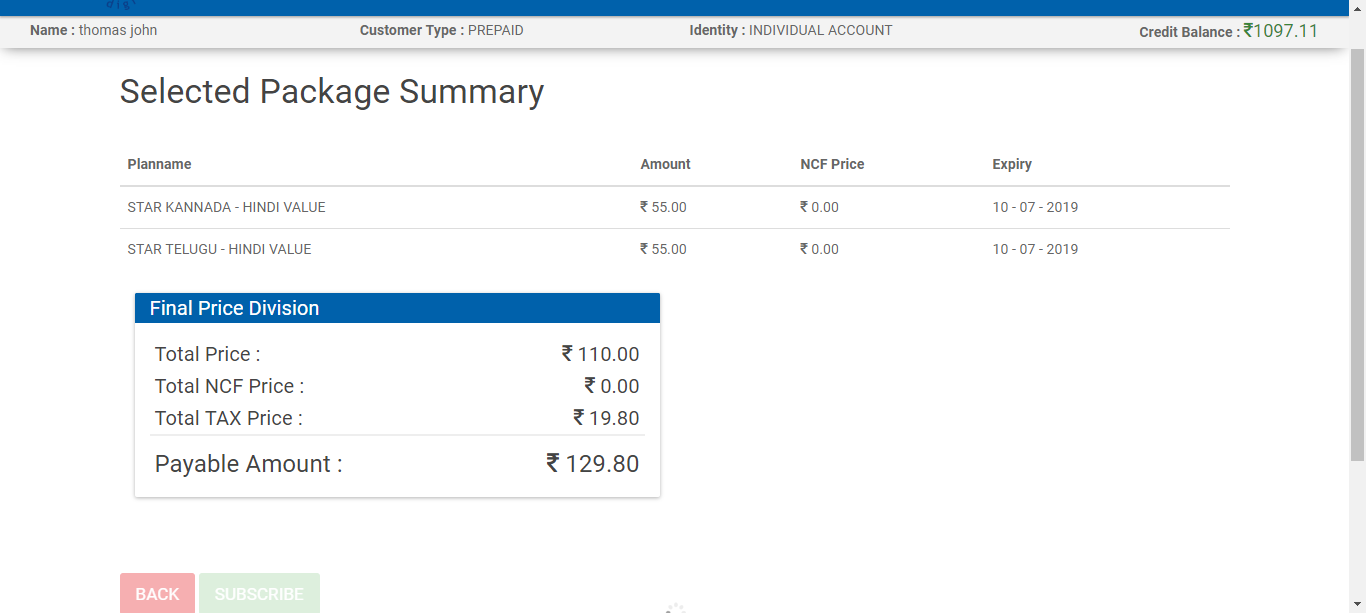 Name : thomas john Customer Type : PREPAID Identity : INDIVIDUAL ACCOUNT Credit Balance : ₹1097.11
Selected Package Summary
Planname Amount NCF Price Expiry
STAR KANNADA - HINDI VALUE ₹ 55.00 ₹ 0.00 10 - 07 - 2019
STAR TELUGU - HINDI VALUE ₹ 55.00 ₹ 0.00 10 - 07 - 2019
Final Price Division
Total Price : ₹ 110.00
Total NCF Price : ₹ 0.00
Total TAX Price : ₹ 19.80
Payable Amount : ₹ 129.80
BACK SUBSCRIBE